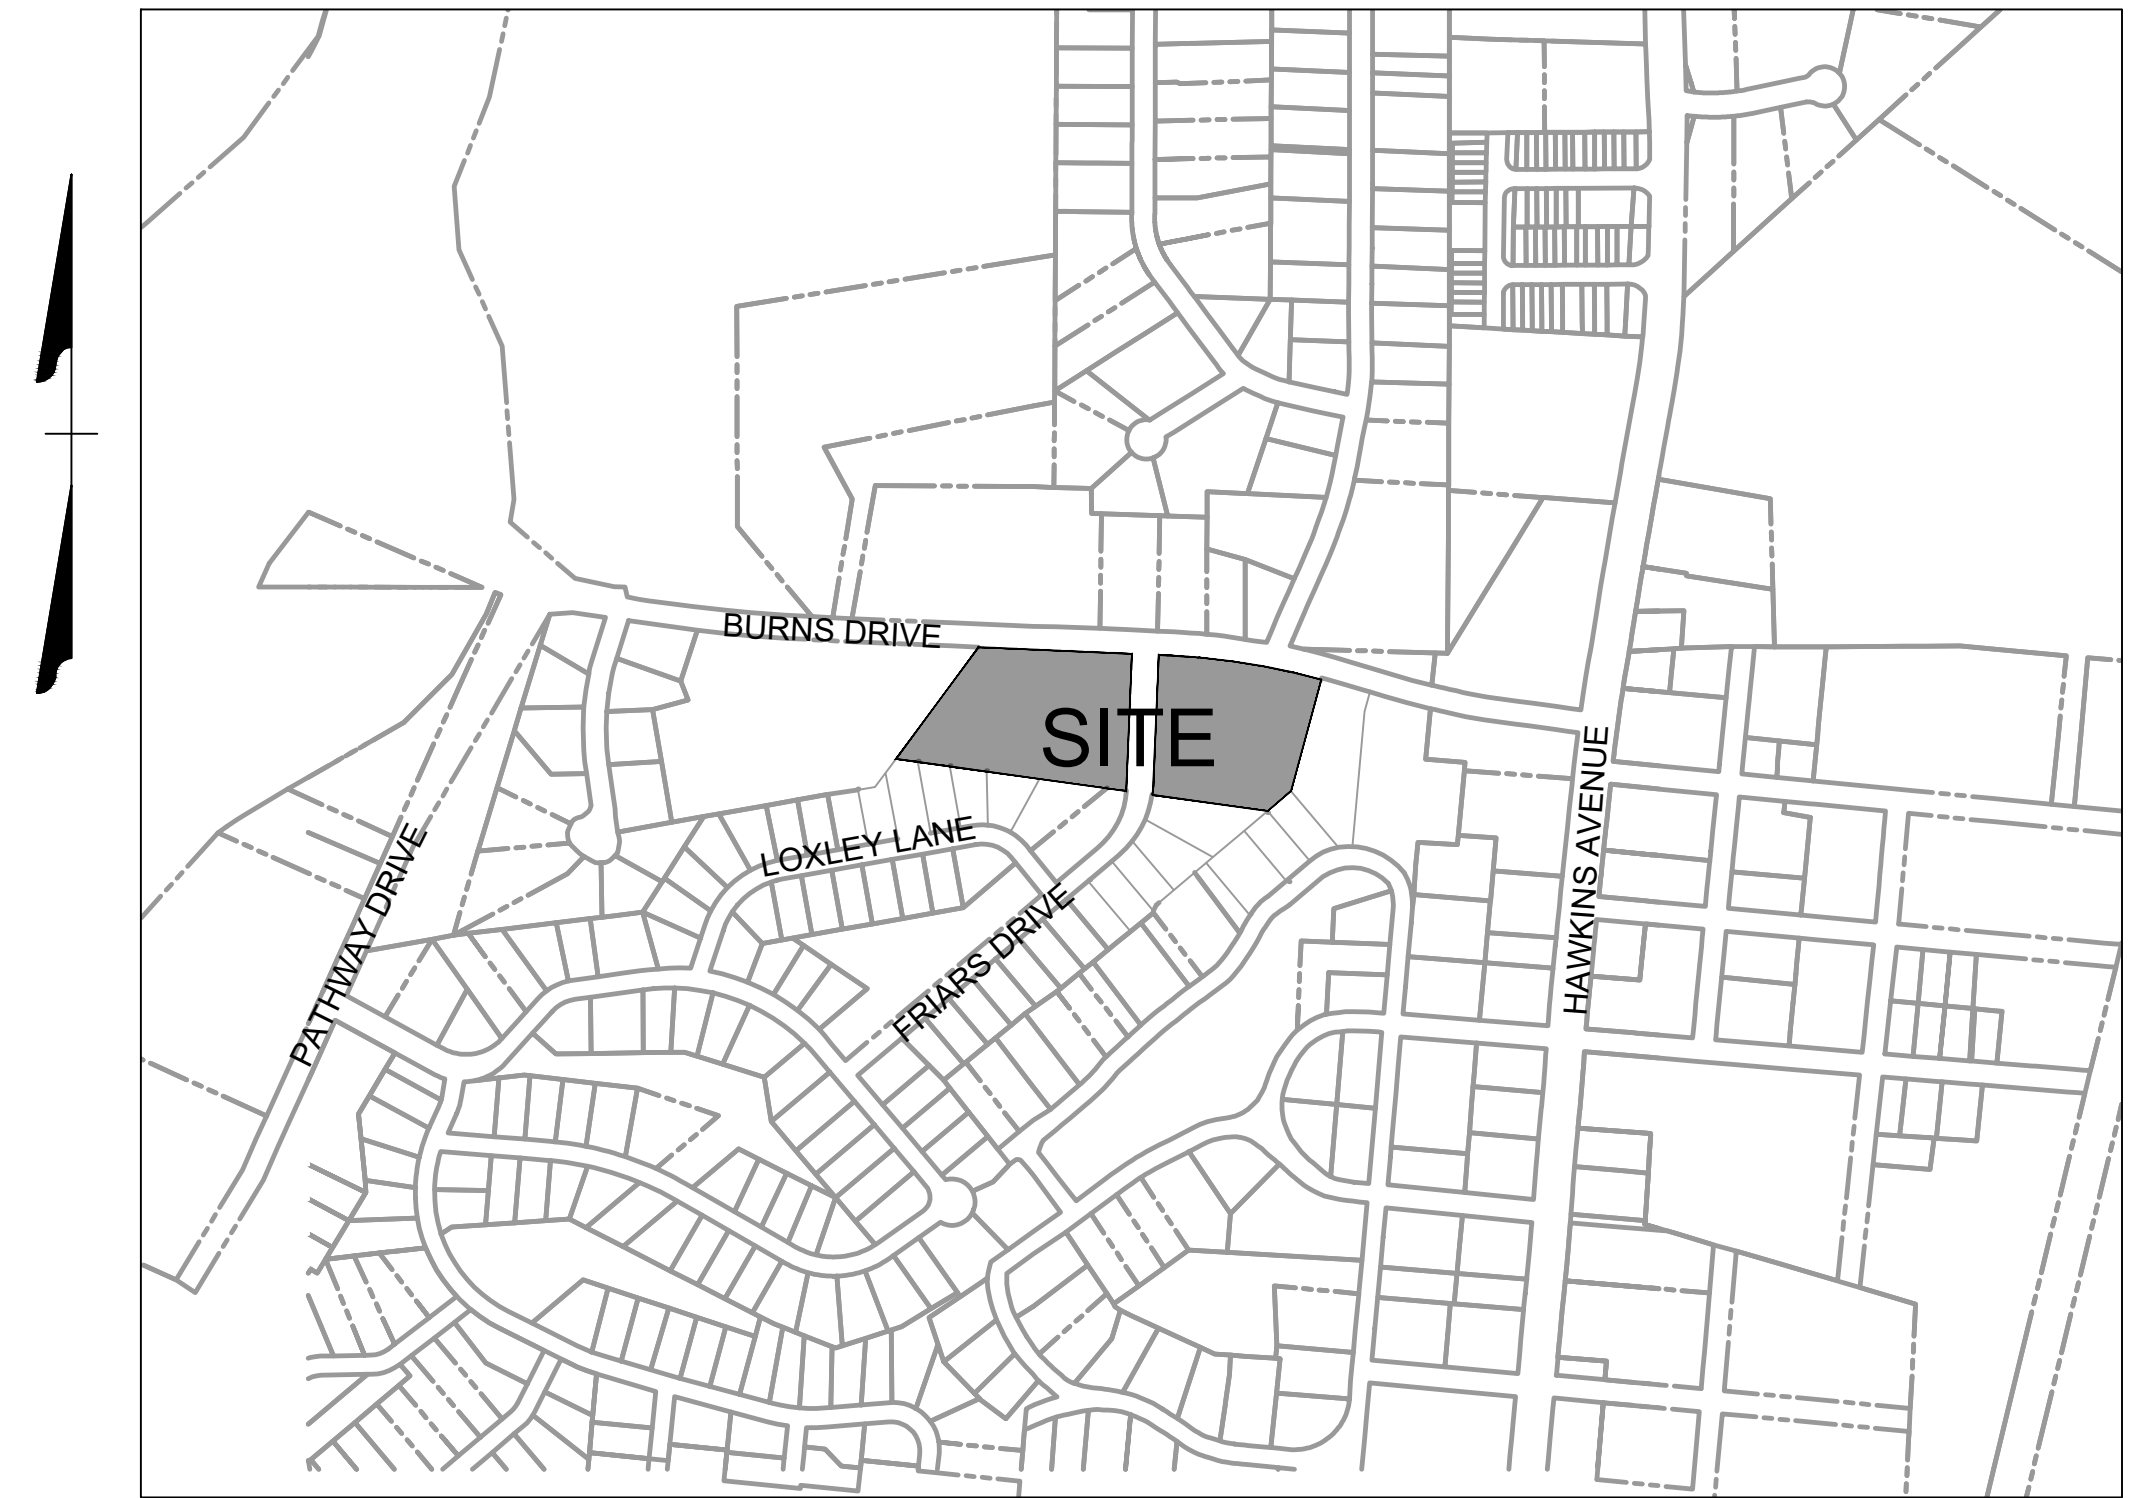 BURNS DRIVE
SITE
HAWKINS AVENUE
LOXLEY LANE
PATHWAY DRIVE
FRIARS DRIVE